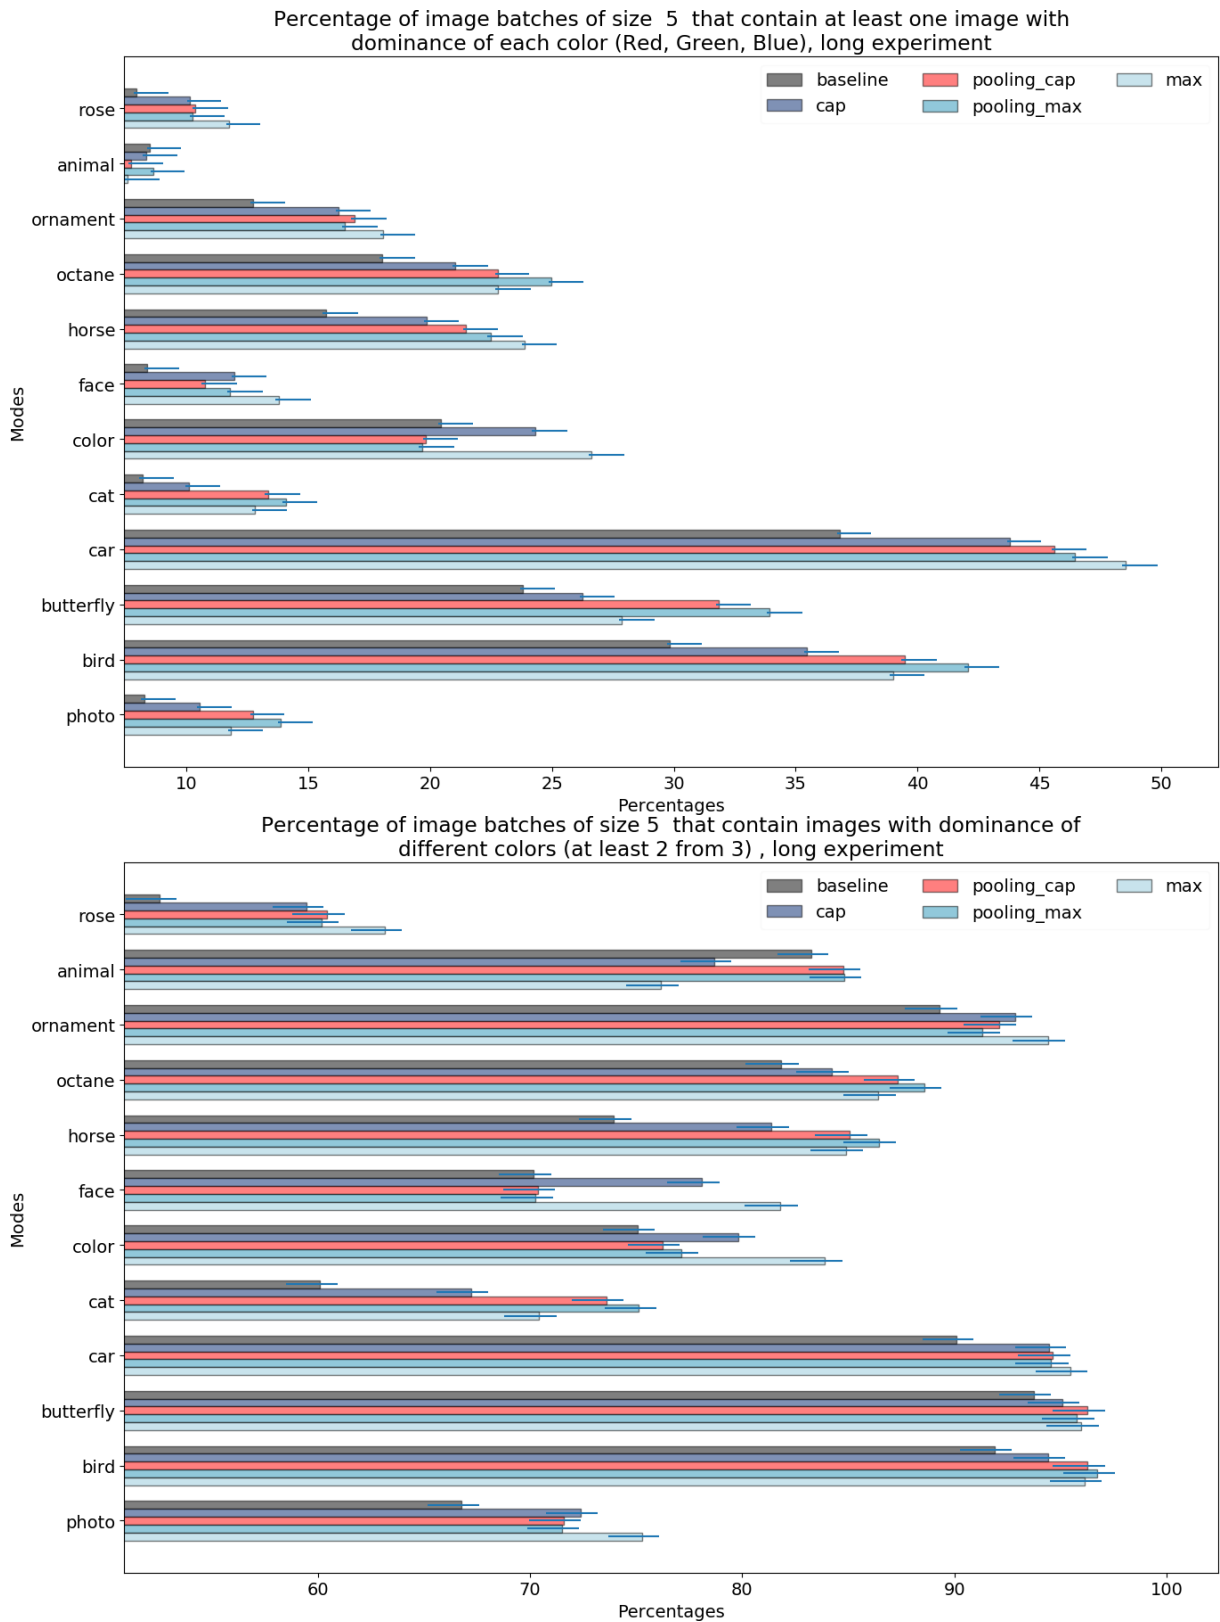 Percentage of image batches of size  5  that contain at least one image with
dominance of each color (Red, Green, Blue), long experiment
baseline
cap
pooling_cap
pooling_max
max
rose
animal
ornament
octane
horse
face
color
cat
car
butterfly
bird
photo
Modes
10 15 20 25 30 35 40 45 50
Percentages
Percentage of image batches of size 5  that contain images with dominance of
different colors (at least 2 from 3) , long experiment
baseline
cap
pooling_cap
pooling_max
max
rose
animal
ornament
octane
horse
face
color
cat
car
butterfly
bird
photo
Modes
60 70 80 90 100
Percentages